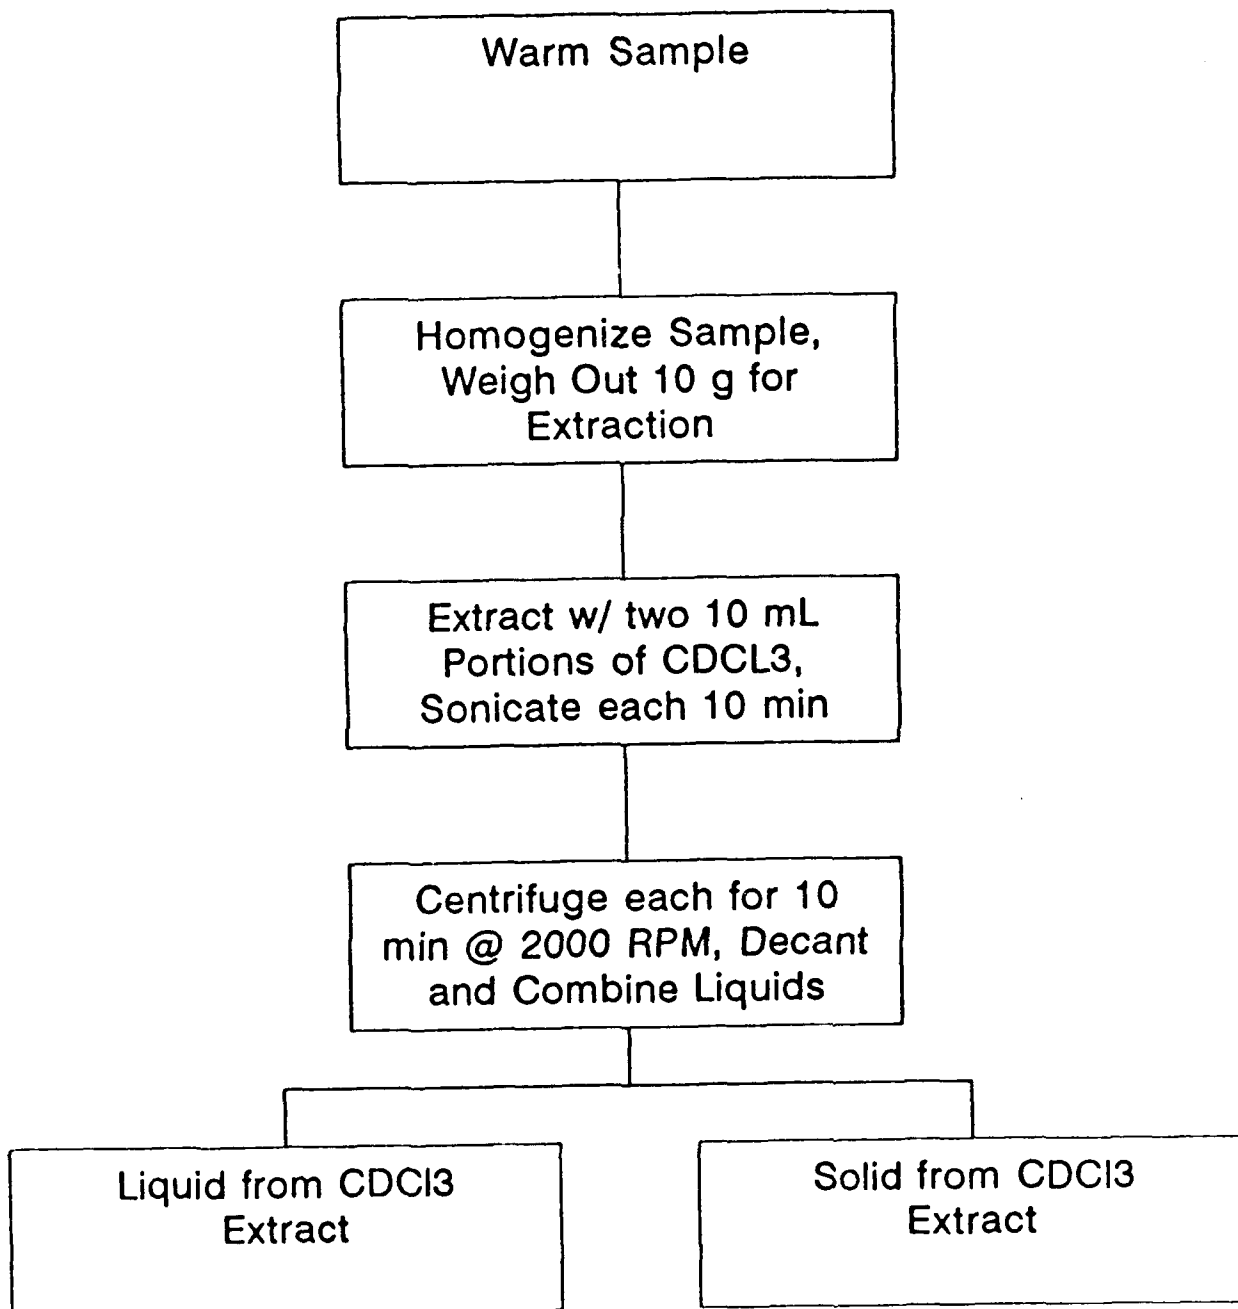 Warm Sample
Homogenize Sample,
Weigh Out 10 g for
Extraction
Extract w/ two 10 mL
Portions of CDCL3,
Sonicate each 10 min
Centrifuge each for 10
min @ 2000 RPM, Decant
and Combine Liquids
Liquid from CDCl3
Extract
Solid from CDCl3
Extract